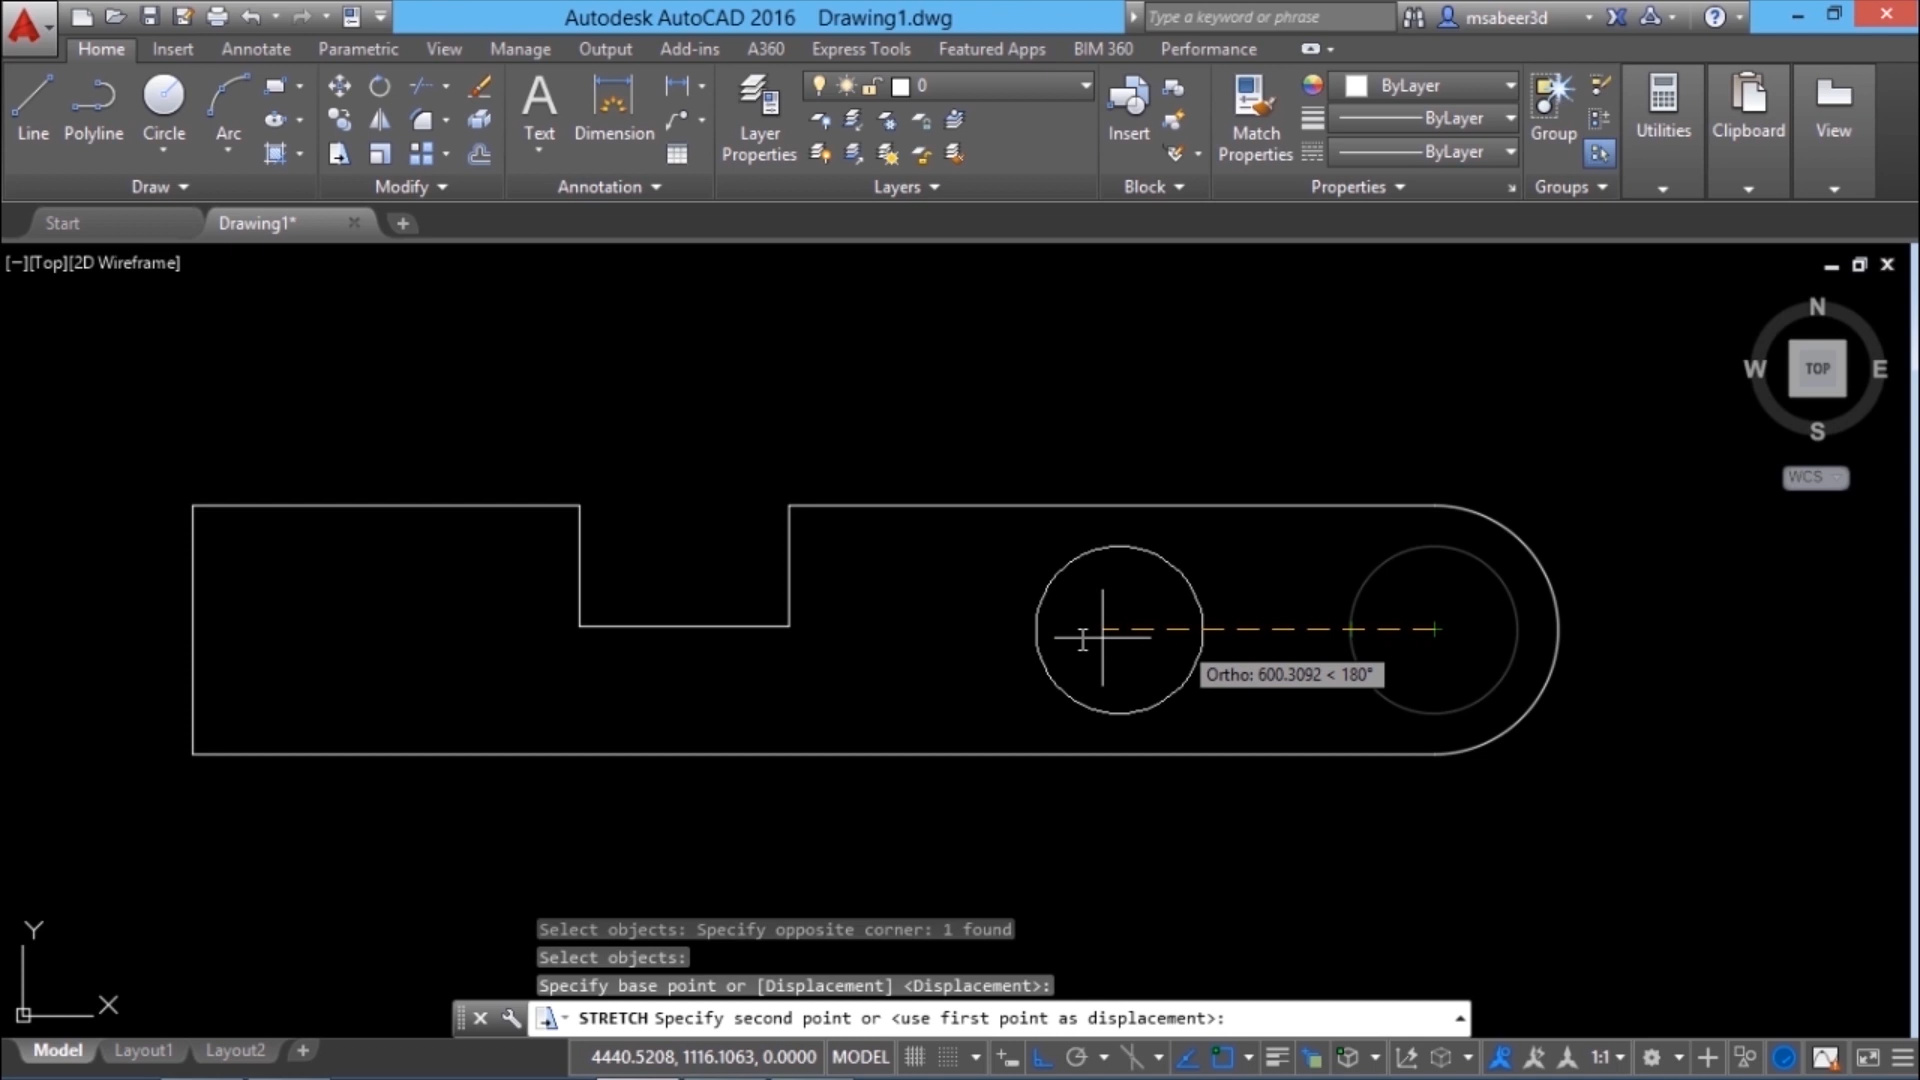 Autodesk AutoCAD 2016 Drawing1.dwg
Type a keyword or phrase
msabeer3d
Home Insert Annotate Parametric View Manage Output Add-ins A360 Express Tools Featured Apps BIM 360 Performance
Line Polyline Circle Arc
Draw
Modify
Text Dimension
Annotation
Layer Properties
0
Layers
Insert
Block
Match Properties
ByLayer
ByLayer
ByLayer
Properties
Group
Groups
Utilities
Clipboard
View
Start Drawing1*
[−][Top][2D Wireframe]
N
W TOP E
S
WCS
Ortho: 600.3092 < 180°
Y
X
Select objects: Specify opposite corner: 1 found
Select objects:
Specify base point or [Displacement] <Displacement>:
STRETCH Specify second point or <use first point as displacement>:
Model Layout1 Layout2
4440.5208, 1116.1063, 0.0000 MODEL 1:1